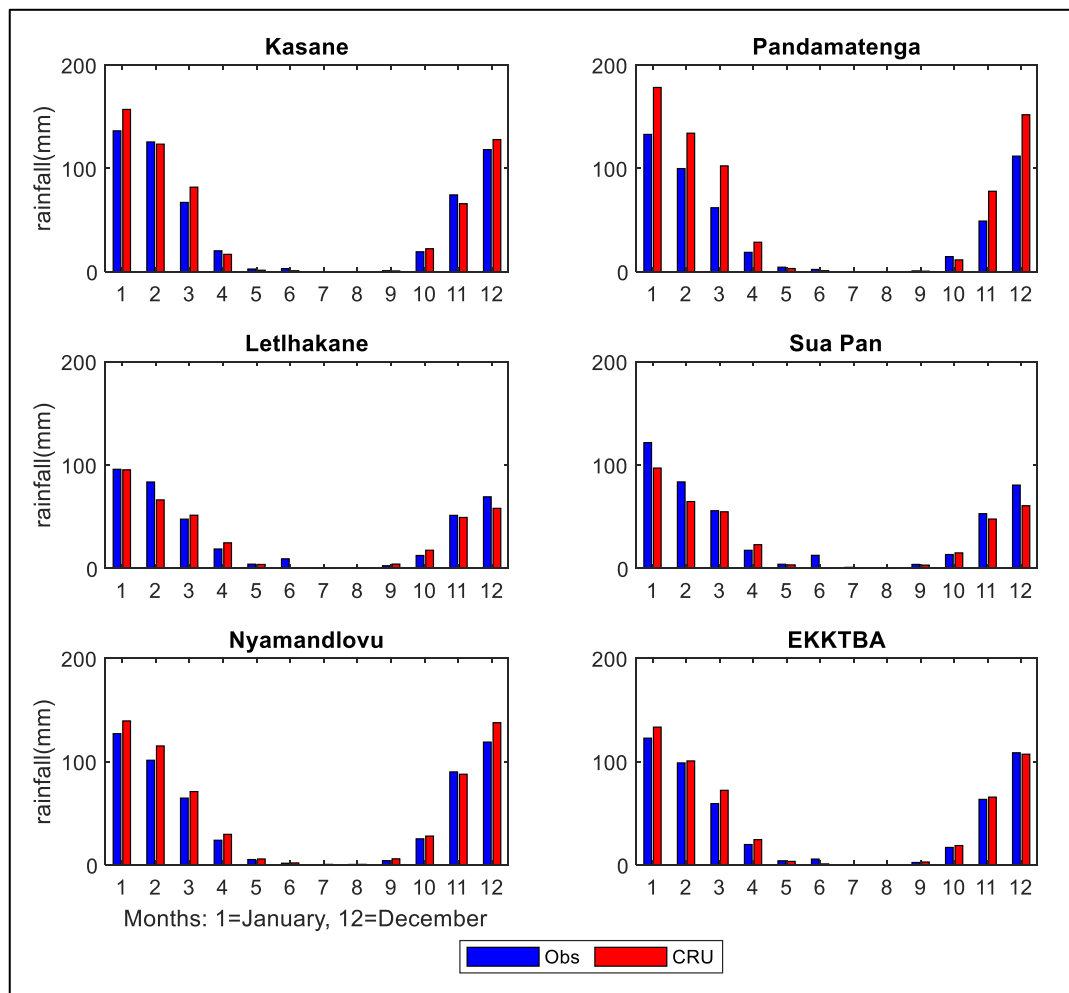 Kasane
200
100
0
rainfall(mm)
1 2 3 4 5 6 7 8 9 10 11 12
Pandamatenga
200
100
0
1 2 3 4 5 6 7 8 9 10 11 12
Letlhakane
200
100
0
rainfall(mm)
1 2 3 4 5 6 7 8 9 10 11 12
Sua Pan
200
100
0
1 2 3 4 5 6 7 8 9 10 11 12
Nyamandlovu
200
100
0
rainfall(mm)
1 2 3 4 5 6 7 8 9 10 11 12
EKKTBA
200
100
0
1 2 3 4 5 6 7 8 9 10 11 12
Months: 1=January, 12=December
Obs CRU